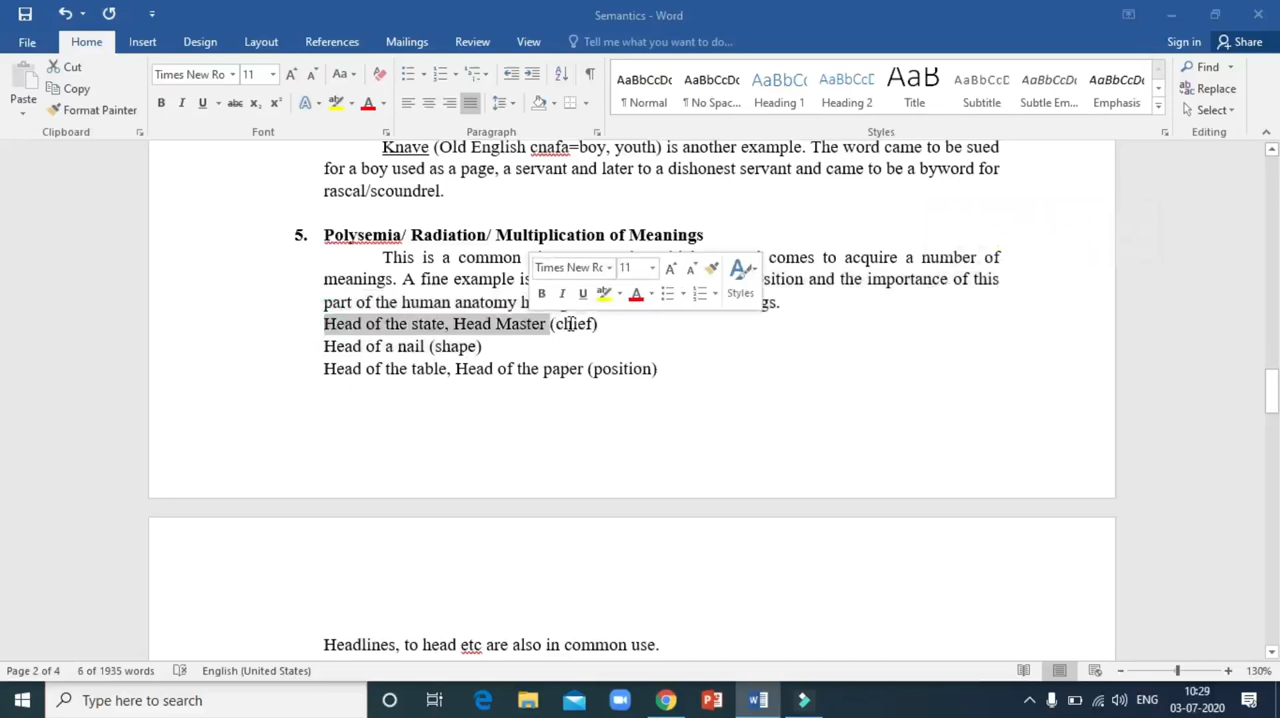 Semantics - Word
File Home Insert Design Layout References Mailings Review View Tell me what you want to do... Sign in Share
Paste Cut Copy Format Painter
Times New Ro 11 Aa
AaBbCcDc AaBbCcDc AaBbCc AaBbCcE AaB AaBbCcD AaBbCcDc AaBbCcDc
¶ Normal ¶ No Spac... Heading 1 Heading 2 Title Subtitle Subtle Em... Emphasis
Find Replace Select
Clipboard Font Paragraph Styles Editing
Knave (Old English cnafa=boy, youth) is another example. The word came to be sued
for a boy used as a page, a servant and later to a dishonest servant and came to be a byword for
rascal/scoundrel.
5. Polysemia/ Radiation/ Multiplication of Meanings
This is a common comes to acquire a number of
meanings. A fine example is sition and the importance of this
part of the human anatomy h gs.
Times New Rc 11
Styles
Head of the state, Head Master (chief)
Head of a nail (shape)
Head of the table, Head of the paper (position)
Headlines, to head etc are also in common use.
Page 2 of 4 6 of 1935 words English (United States) 130%
Type here to search
ENG
10:29
03-07-2020